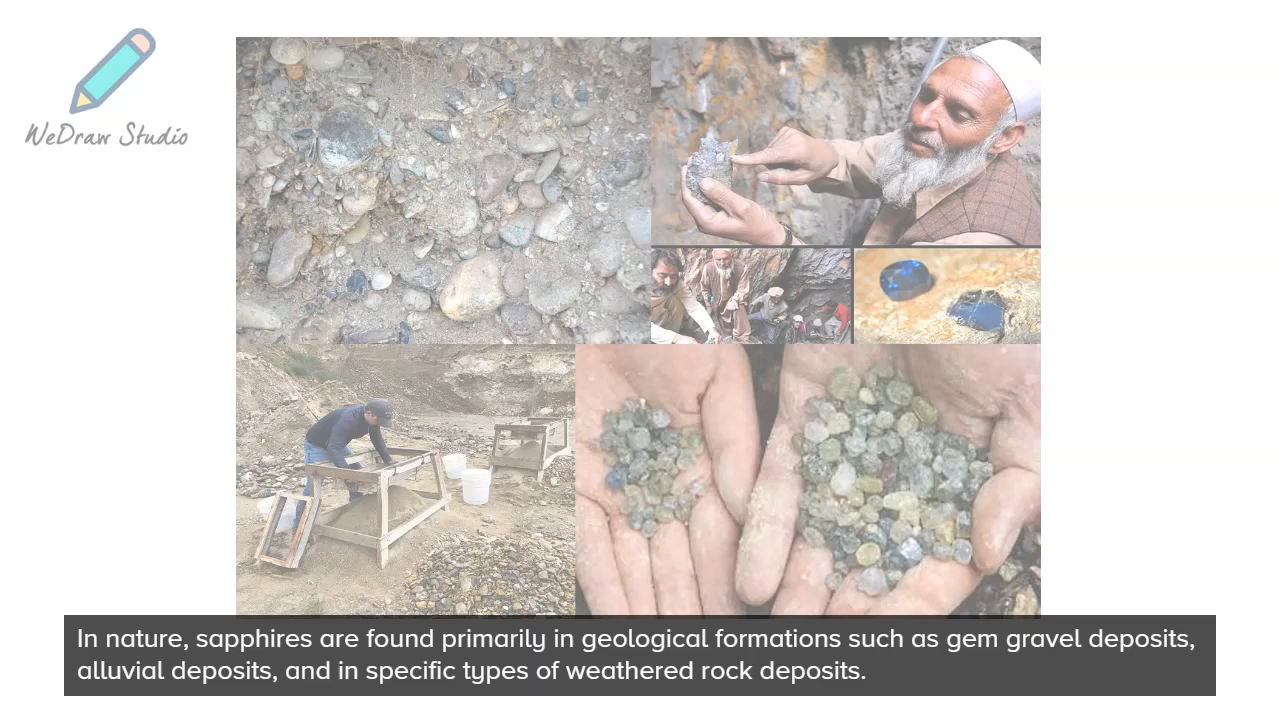 WeDraw Studio
In nature, sapphires are found primarily in geological formations such as gem gravel deposits,
alluvial deposits, and in specific types of weathered rock deposits.